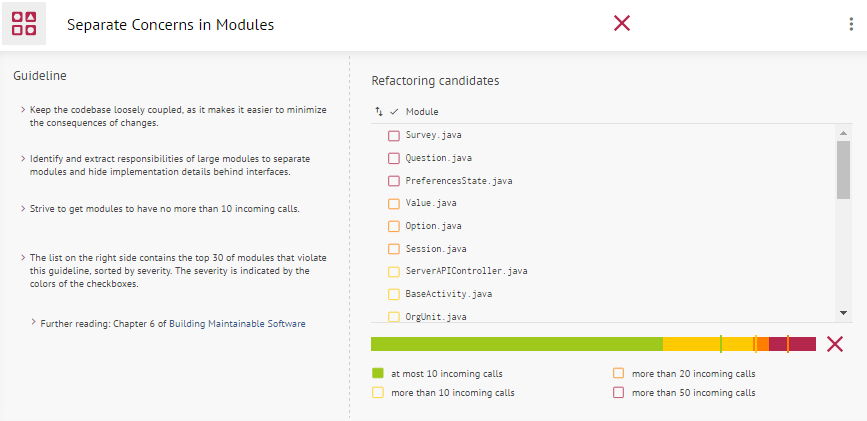 Separate Concerns in Modules
Guideline
Keep the codebase loosely coupled, as it makes it easier to minimize
the consequences of changes.
Identify and extract responsibilities of large modules to separate
modules and hide implementation details behind interfaces.
Strive to get modules to have no more than 10 incoming calls.
The list on the right side contains the top 30 of modules that violate
this guideline, sorted by severity. The severity is indicated by the
colors of the checkboxes.
Further reading: Chapter 6 of Building Maintainable Software
Refactoring candidates
Module
Survey.java
Question.java
PreferencesState.java
Value.java
Option.java
Session.java
ServerAPIController.java
BaseActivity.java
OrgUnit.java
at most 10 incoming calls
more than 20 incoming calls
more than 10 incoming calls
more than 50 incoming calls